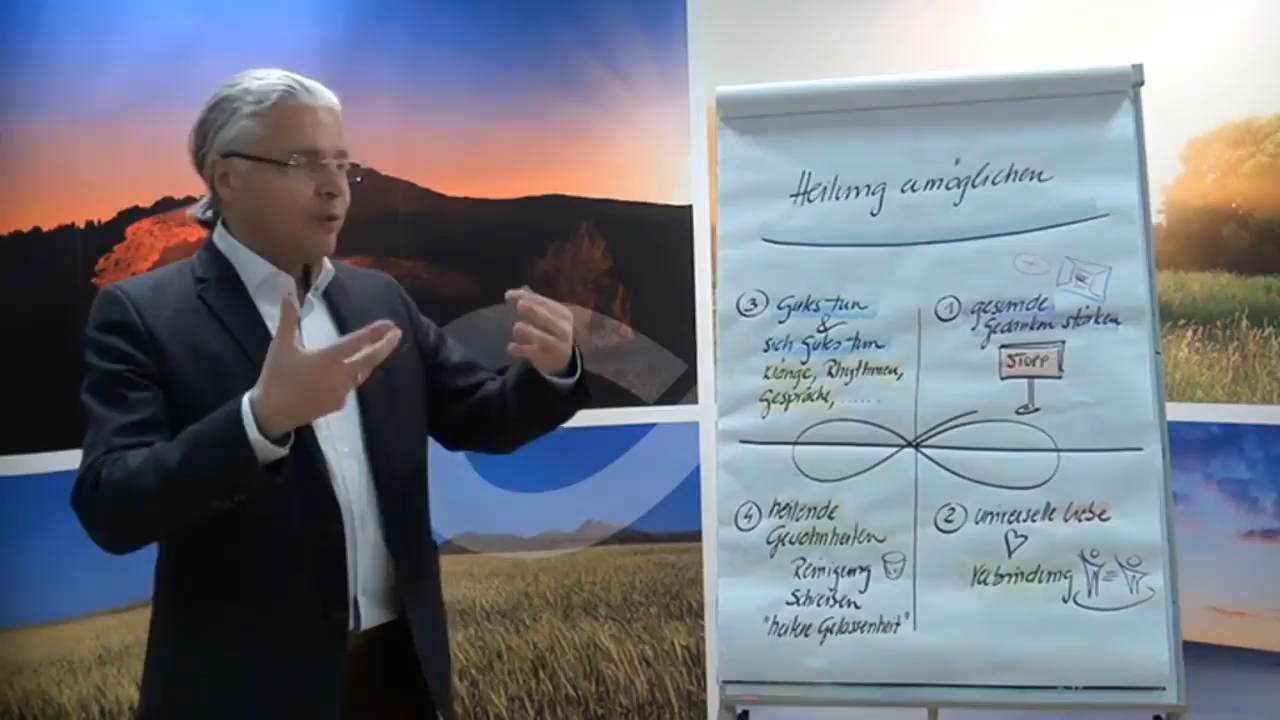 Heilung ermöglichen
① gesunde
Gedanken stärken
STOPP
② universelle Liebe
Verbindung
③ Gutes tun
&
sich Gutes tun
Klänge, Rhythmen,
Gespräche, ......
④ heilende
Gewohnheiten
Reinigung
Schreiben
"heitere Gelassenheit"